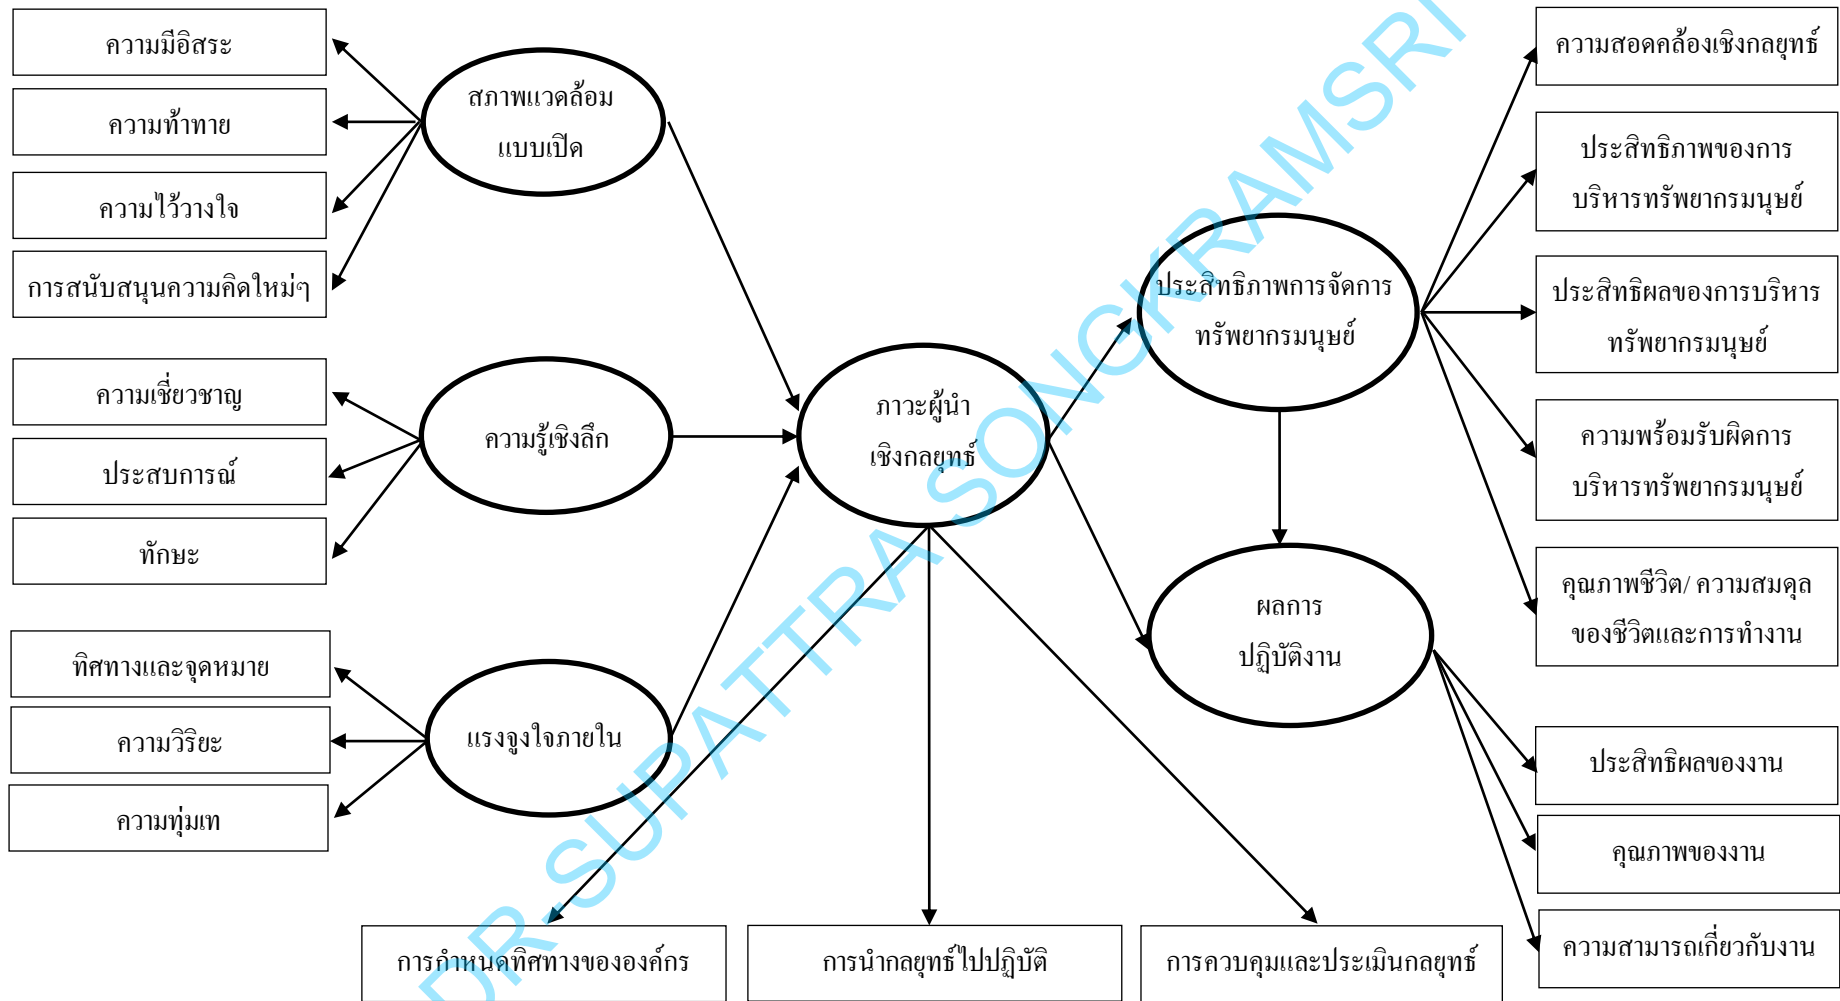 ความมีอิสระ
ความท้าทาย
ความไว้วางใจ
การสนับสนุนความคิดใหม่ๆ
สภาพแวดล้อม
แบบเปิด
ความเชี่ยวชาญ
ประสบการณ์
ทักษะ
ความรู้เชิงลึก
ทิศทางและจุดหมาย
ความวิริยะ
ความทุ่มเท
แรงจูงใจภายใน
ภาวะผู้นำ
เชิงกลยุทธ์
การกำหนดทิศทางขององค์กร
การนำกลยุทธ์ไปปฏิบัติ
การควบคุมและประเมินกลยุทธ์
ประสิทธิภาพการจัดการ
ทรัพยากรมนุษย์
ผลการ
ปฏิบัติงาน
ความสอดคล้องเชิงกลยุทธ์
ประสิทธิภาพของการ
บริหารทรัพยากรมนุษย์
ประสิทธิผลของการบริหาร
ทรัพยากรมนุษย์
ความพร้อมรับผิดการ
บริหารทรัพยากรมนุษย์
คุณภาพชีวิต/ ความสมดุล
ของชีวิตและการทำงาน
ประสิทธิผลของงาน
คุณภาพของงาน
ความสามารถเกี่ยวกับงาน
DR-SUPATTRA SONGKRAMSRI